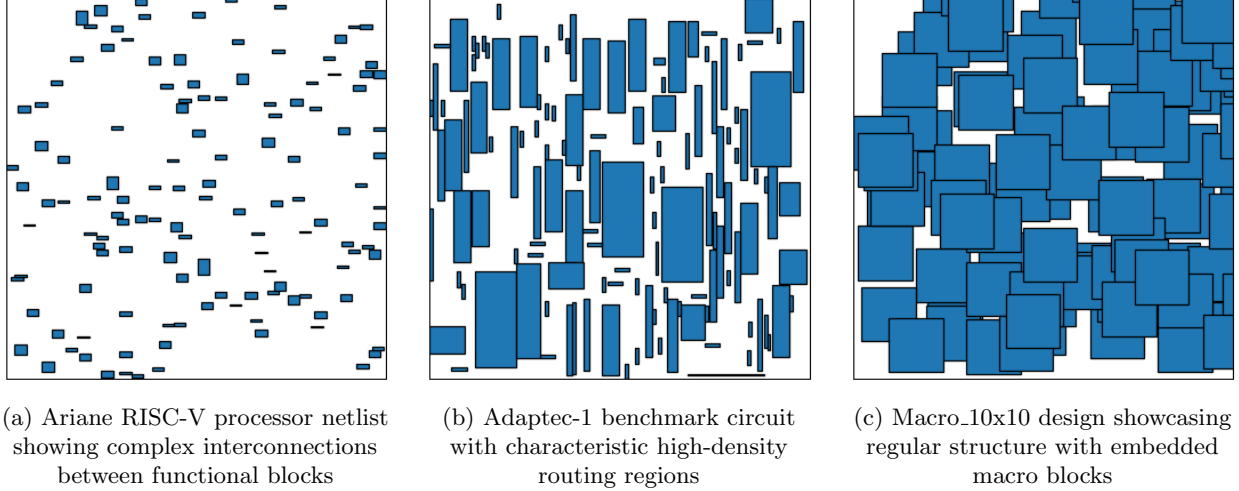 (a) Ariane RISC-V processor netlist
showing complex interconnections
between functional blocks
(b) Adaptec-1 benchmark circuit
with characteristic high-density
routing regions
(c) Macro_10x10 design showcasing
regular structure with embedded
macro blocks